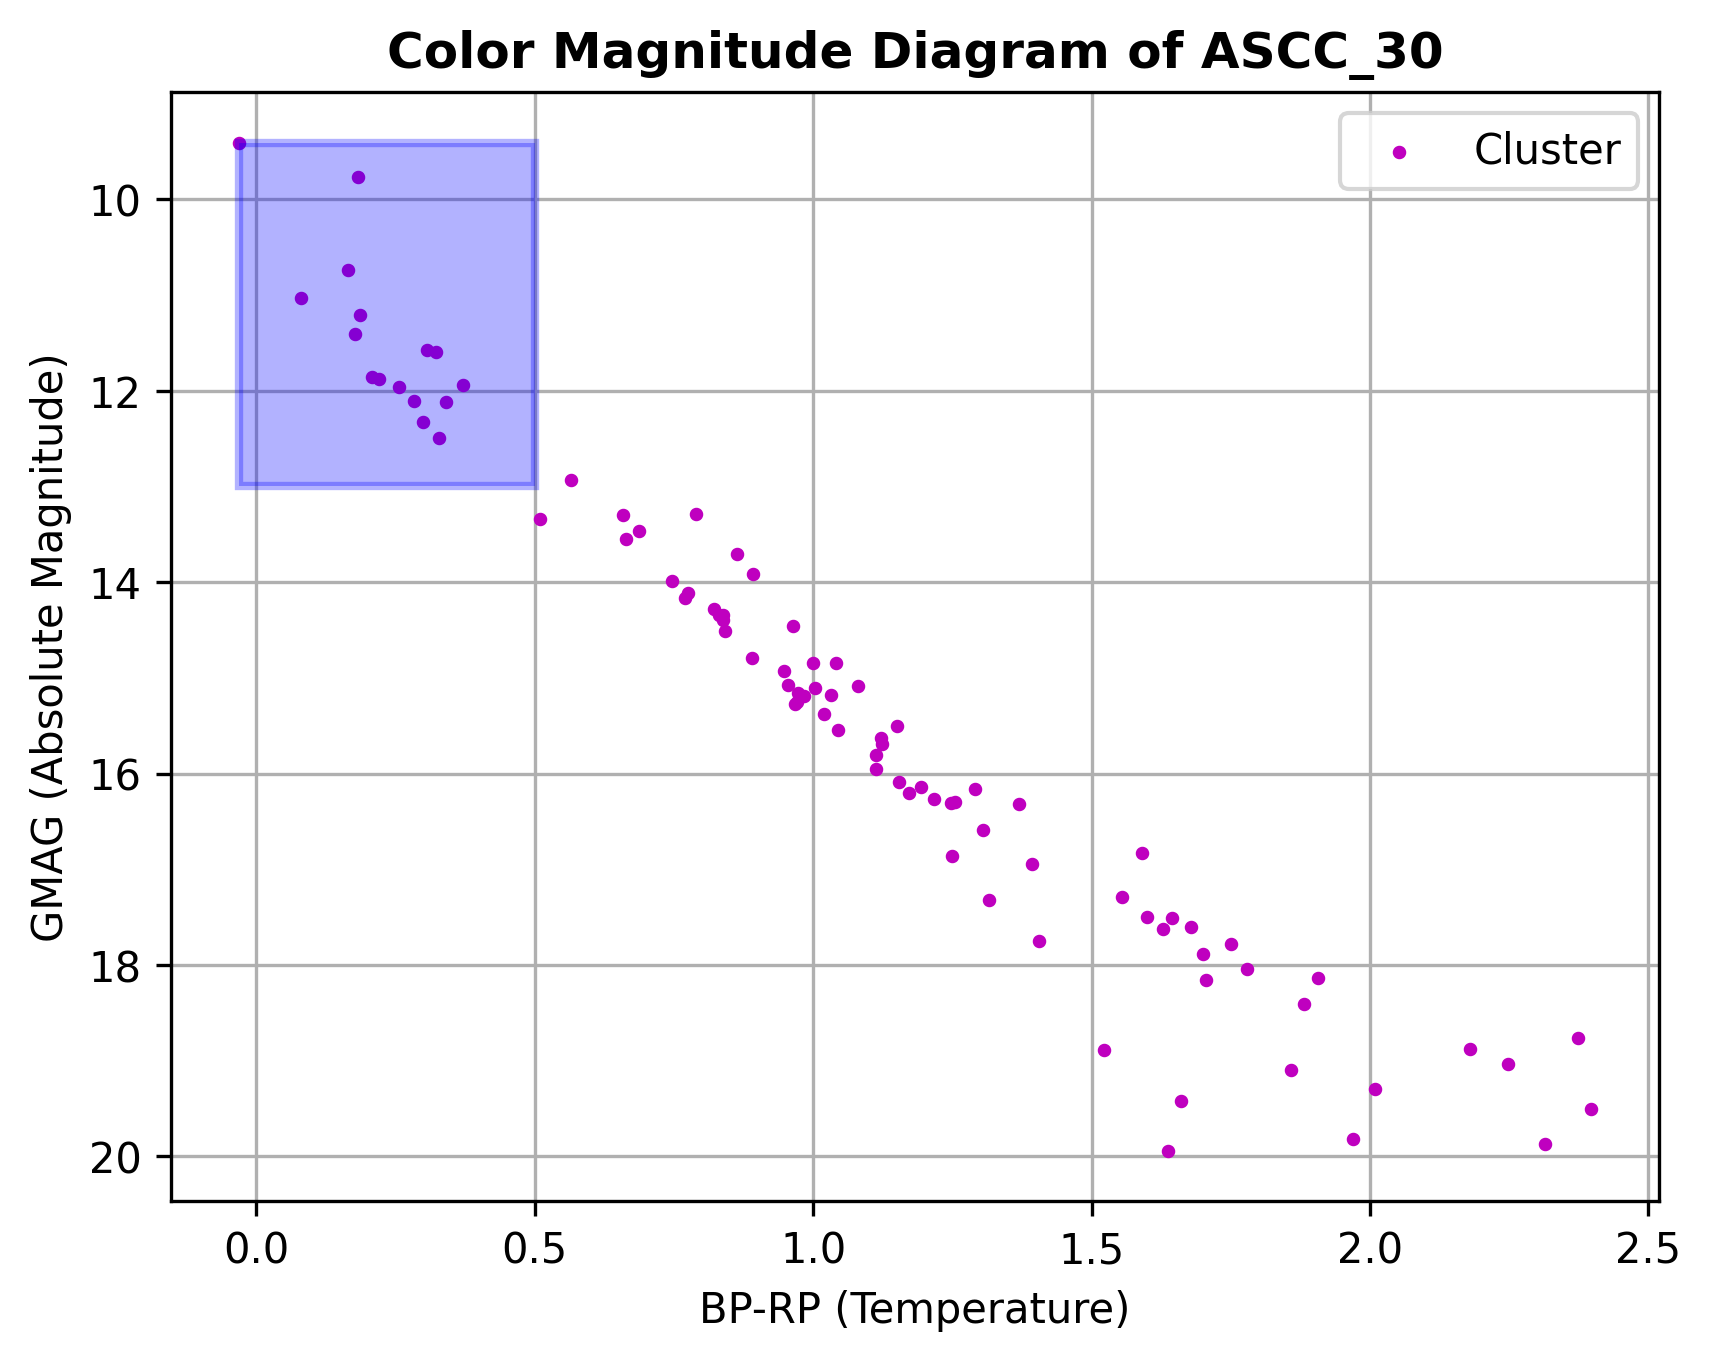 Color Magnitude Diagram of ASCC_30
Cluster
10
12
14
16
18
20
GMAG (Absolute Magnitude)
0.0 0.5 1.0 1.5 2.0 2.5
BP-RP (Temperature)